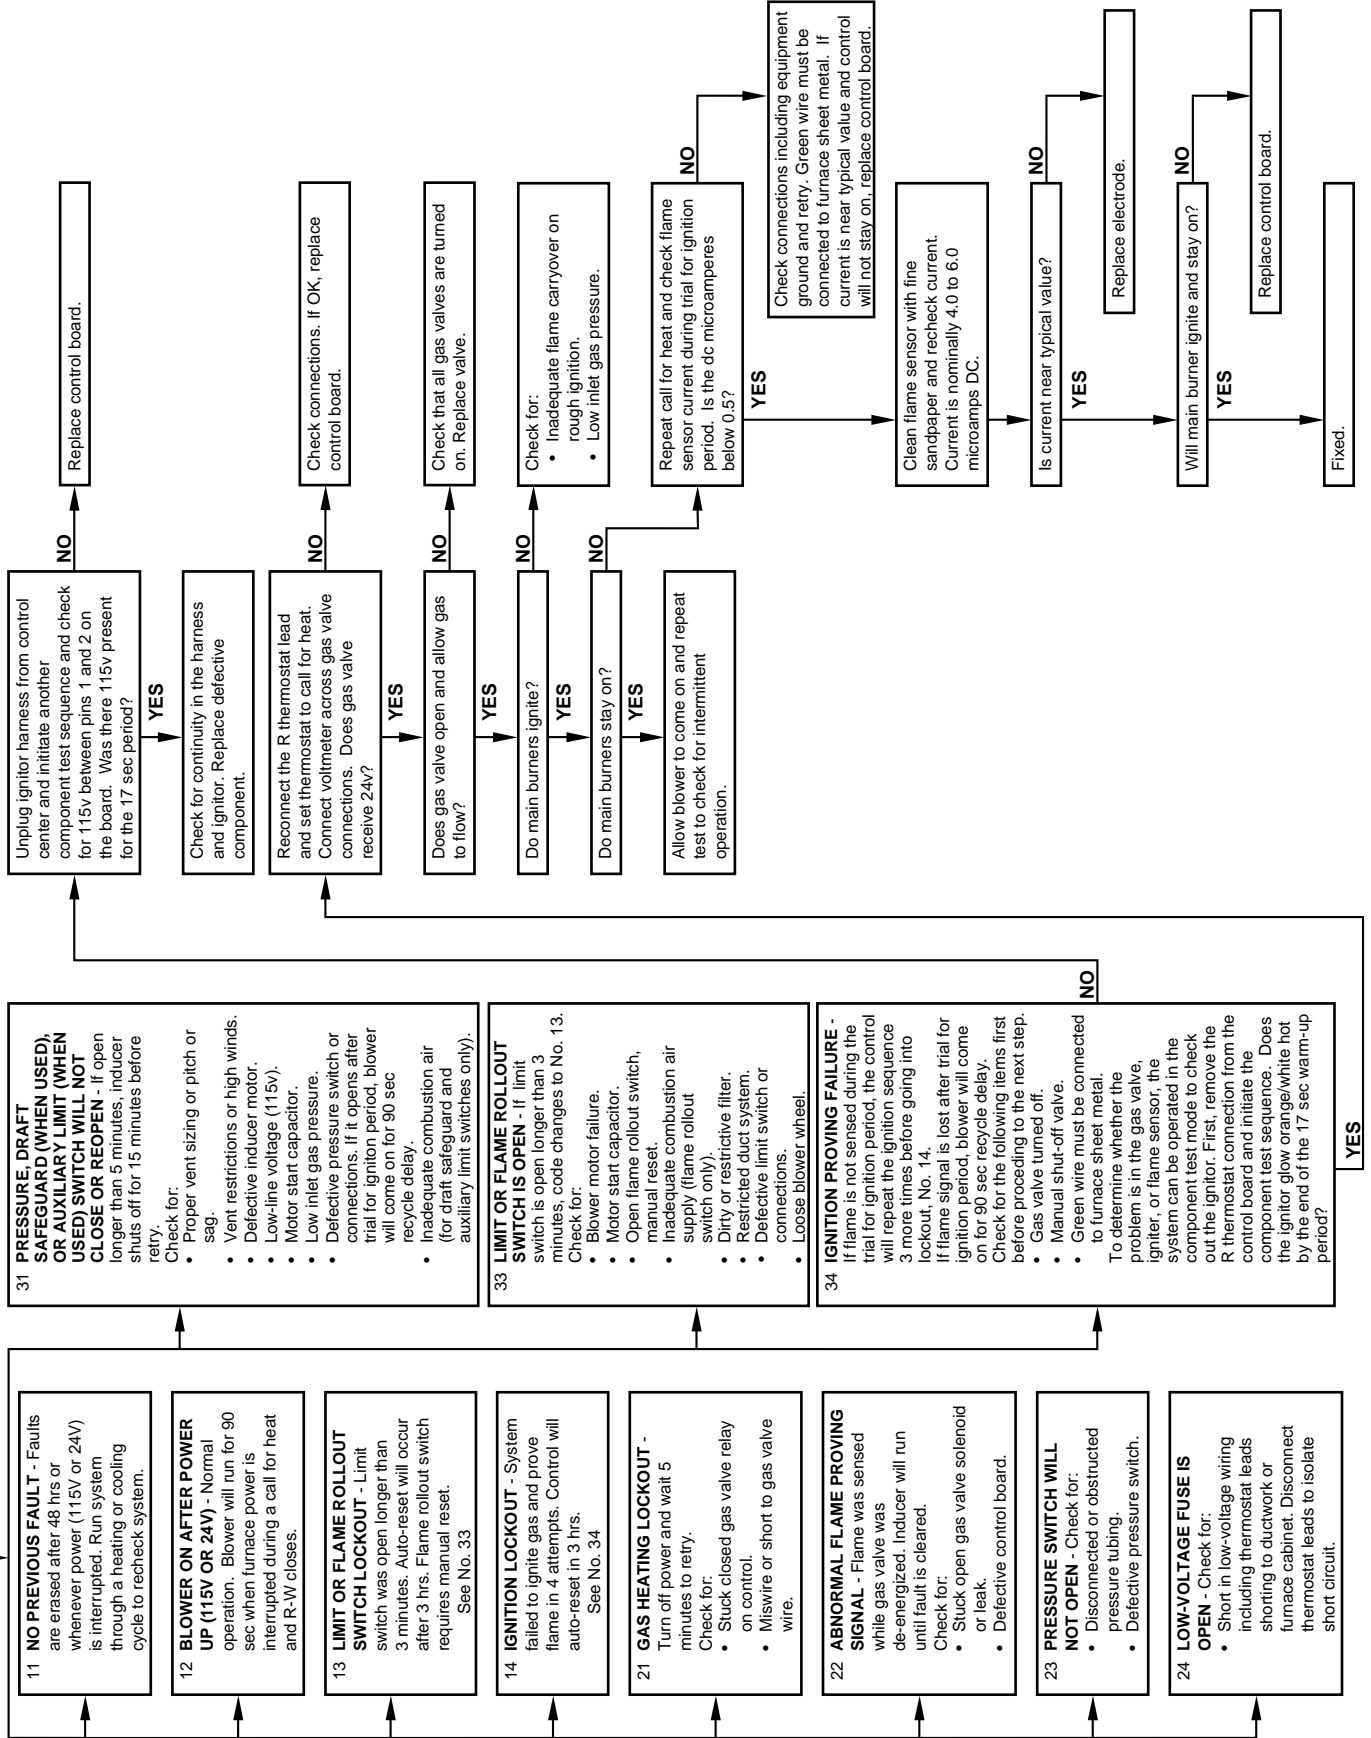 11 NO PREVIOUS FAULT - Faults
are erased after 48 hrs or
whenever power (115V or 24V)
is interrupted. Run system
through a heating or cooling
cycle to recheck system.
12 BLOWER ON AFTER POWER
UP (115V OR 24V) - Normal
operation. Blower will run for 90
sec when furnace power is
interrupted during a call for heat
and R-W closes.
13 LIMIT OR FLAME ROLLOUT
SWITCH LOCKOUT - Limit
switch was open longer than
3 minutes. Auto-reset will occur
after 3 hrs. Flame rollout switch
requires manual reset.
See No. 33
14 IGNITION LOCKOUT - System
failed to ignite gas and prove
flame in 4 attempts. Control will
auto-reset in 3 hrs.
See No. 34
21 GAS HEATING LOCKOUT -
Turn off power and wait 5
minutes to retry.
Check for:
• Stuck closed gas valve relay
on control.
• Miswire or short to gas valve
wire.
22 ABNORMAL FLAME PROVING
SIGNAL - Flame was sensed
while gas valve was
de-energized. Inducer will run
until fault is cleared.
Check for:
• Stuck open gas valve solenoid
or leak.
• Defective control board.
23 PRESSURE SWITCH WILL
NOT OPEN - Check for:
• Disconnected or obstructed
pressure tubing.
• Defective pressure switch.
24 LOW-VOLTAGE FUSE IS
OPEN - Check for:
• Short in low-voltage wiring
including thermostat leads
shorting to ductwork or
furnace cabinet. Disconnect
thermostat leads to isolate
short circuit.
31 PRESSURE, DRAFT
SAFEGUARD (WHEN USED),
OR AUXILIARY LIMIT (WHEN
USED) SWITCH WILL NOT
CLOSE OR REOPEN - If open
longer than 5 minutes, inducer
shuts off for 15 minutes before
retry.
Check for:
• Proper vent sizing or pitch or
sag.
• Vent restrictions or high winds.
• Defective inducer motor.
• Low-line voltage (115v).
• Motor start capacitor.
• Low inlet gas pressure.
• Defective pressure switch or
connections. If it opens after
trial for igniton period, blower
will come on for 90 sec
recycle delay.
• Inadequate combustion air
(for draft safeguard and
auxiliary limit switches only).
33 LIMIT OR FLAME ROLLOUT
SWITCH IS OPEN - If limit
switch is open longer than 3
minutes, code changes to No. 13.
Check for:
• Blower motor failure.
• Motor start capacitor.
• Open flame rollout switch,
manual reset.
• Inadequate combustion air
supply (flame rollout
switch only).
• Dirty or restrictive filter.
• Restricted duct system.
• Defective limit switch or
connections.
• Loose blower wheel.
34 IGNITION PROVING FAILURE -
If flame is not sensed during the
trial for ignition period, the control
will repeat the ignition sequence
3 more times before going into
lockout, No. 14.
If flame signal is lost after trial for
ignition period, blower will come
on for 90 sec recycle delay.
Check for the following items first
before proceeding to the next step.
• Gas valve turned off.
• Manual shut-off valve.
• Green wire must be connected
to furnace sheet metal.
To determine whether the
problem is in the gas valve,
igniter, or flame sensor, the
system can be operated in the
component test mode to check
out the ignitor. First, remove the
R thermostat connection from the
control board and initiate the
component test sequence. Does
the ignitor glow orange/white hot
by the end of the 17 sec warm-up
period?
NO
YES
Unplug ignitor harness from control
center and inititate another
component test sequence and check
for 115v between pins 1 and 2 on
the board. Was there 115v present
for the 17 sec period?
NO
Replace control board.
YES
Check for continuity in the harness
and ignitor. Replace defective
component.
Reconnect the R thermostat lead
and set thermostat to call for heat.
Connect voltmeter across gas valve
connections. Does gas valve
receive 24v?
NO
Check connections. If OK, replace
control board.
YES
Does gas valve open and allow gas
to flow?
NO
Check that all gas valves are turned
on. Replace valve.
YES
Do main burners ignite?
NO
Check for:
• Inadequate flame carryover on
rough ignition.
• Low inlet gas pressure.
YES
Do main burners stay on?
NO
Repeat call for heat and check flame
sensor current during trial for ignition
period. Is the dc microamperes
below 0.5?
NO
Check connections including equipment
ground and retry. Green wire must be
connected to furnace sheet metal. If
current is near typical value and control
will not stay on, replace control board.
YES
Allow blower to come on and repeat
test to check for intermittent
operation.
YES
Clean flame sensor with fine
sandpaper and recheck current.
Current is nominally 4.0 to 6.0
microamps DC.
Is current near typical value?
NO
Replace electrode.
YES
Will main burner ignite and stay on?
NO
Replace control board.
YES
Fixed.